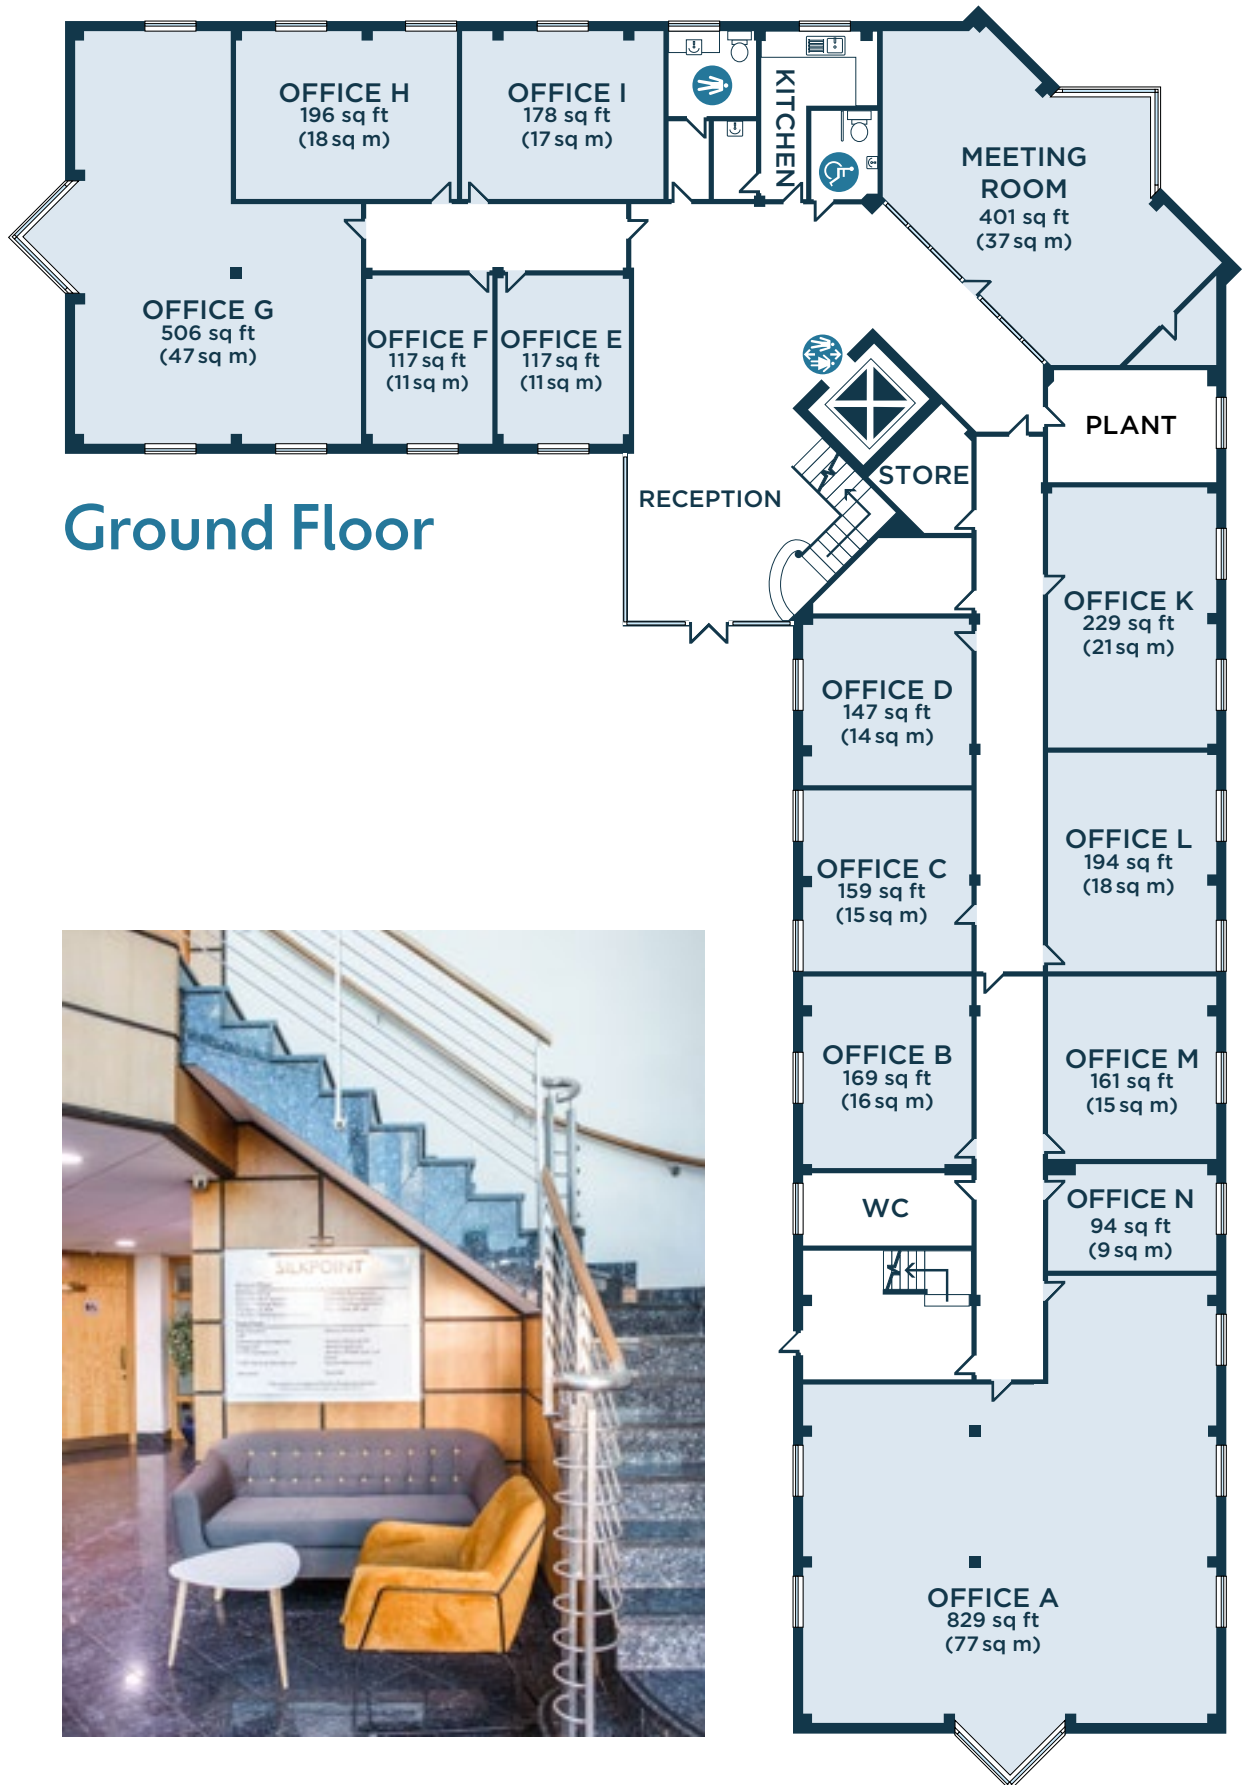 OFFICE H
196 sq ft
(18 sq m)
OFFICE I
178 sq ft
(17 sq m)
KITCHEN
MEETING
ROOM
401 sq ft
(37 sq m)
OFFICE G
506 sq ft
(47 sq m)
OFFICE F
117 sq ft
(11 sq m)
OFFICE E
117 sq ft
(11 sq m)
PLANT
STORE
RECEPTION
Ground Floor
OFFICE K
229 sq ft
(21 sq m)
OFFICE D
147 sq ft
(14 sq m)
OFFICE L
194 sq ft
(18 sq m)
OFFICE C
159 sq ft
(15 sq m)
OFFICE B
169 sq ft
(16 sq m)
OFFICE M
161 sq ft
(15 sq m)
WC
OFFICE N
94 sq ft
(9 sq m)
SILKPOINT
OFFICE A
829 sq ft
(77 sq m)